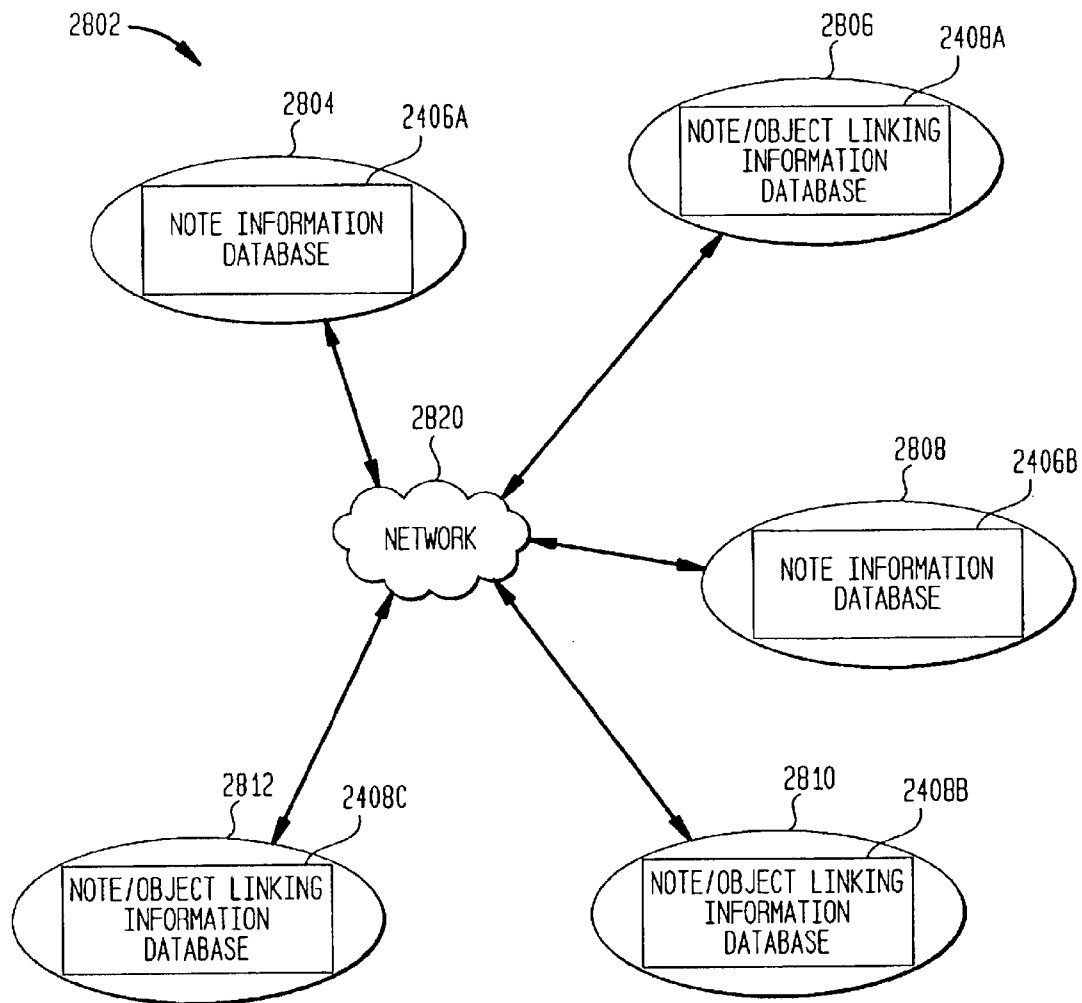 2802
2806
2408A
NOTE/OBJECT LINKING
INFORMATION
DATABASE
2804
2406A
NOTE INFORMATION
DATABASE
2820
NETWORK
2808
2406B
NOTE INFORMATION
DATABASE
2812
2408C
NOTE/OBJECT LINKING
INFORMATION
DATABASE
2810
2408B
NOTE/OBJECT LINKING
INFORMATION
DATABASE